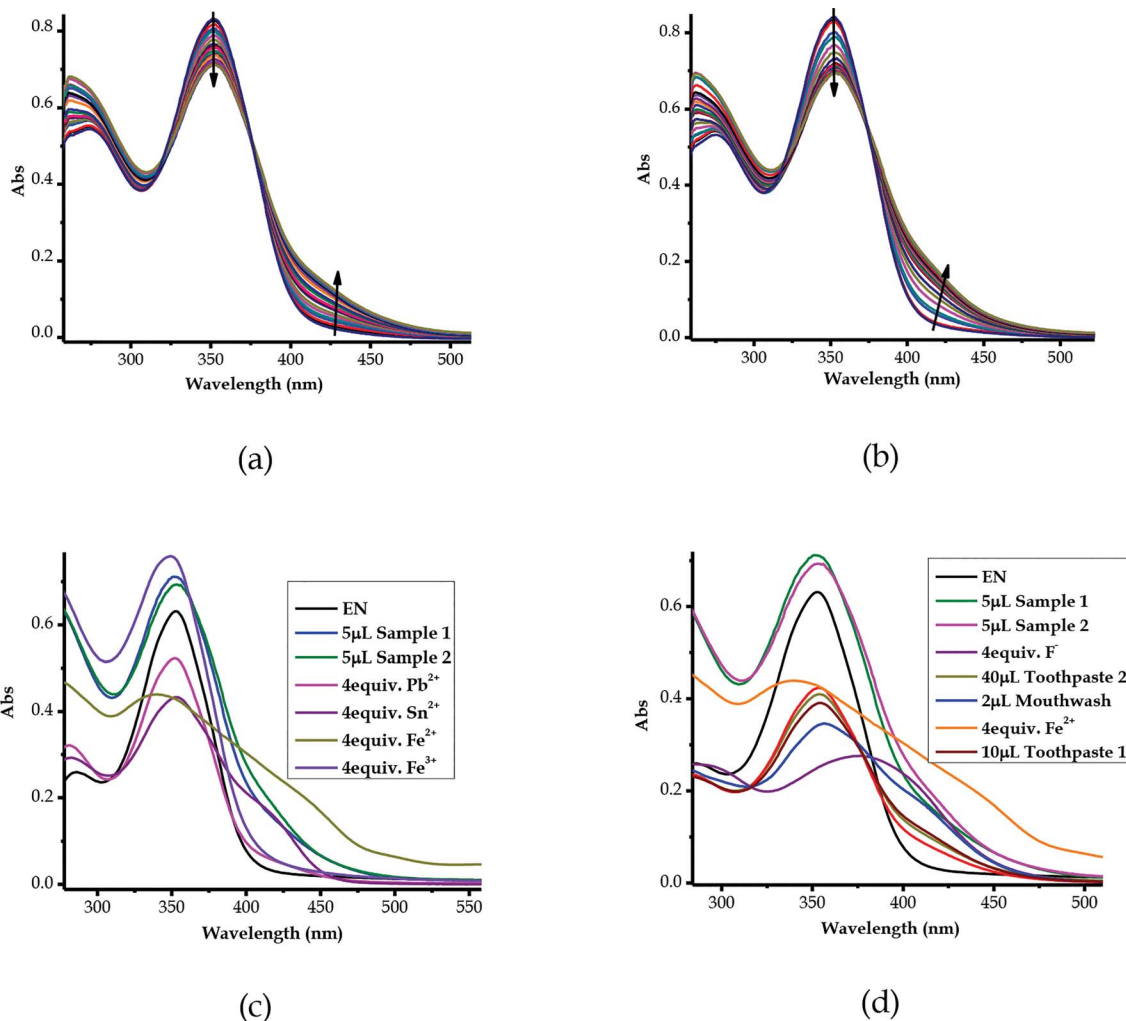 0.8
0.6
0.4
0.2
0.0
Abs
300 350 400 450 500
Wavelength (nm)
(a)
0.8
0.6
0.4
0.2
0.0
Abs
300 350 400 450 500
Wavelength (nm)
(b)
0.6
0.4
0.2
0.0
Abs
EN
5µL Sample 1
5µL Sample 2
4equiv. Pb²⁺
4equiv. Sn²⁺
4equiv. Fe²⁺
4equiv. Fe³⁺
300 350 400 450 500 550
Wavelength (nm)
(c)
0.6
0.4
0.2
0.0
Abs
EN
5µL Sample 1
5µL Sample 2
4equiv. F⁻
40µL Toothpaste 2
2µL Mouthwash
4equiv. Fe²⁺
10µL Toothpaste 1
300 350 400 450 500
Wavelength (nm)
(d)